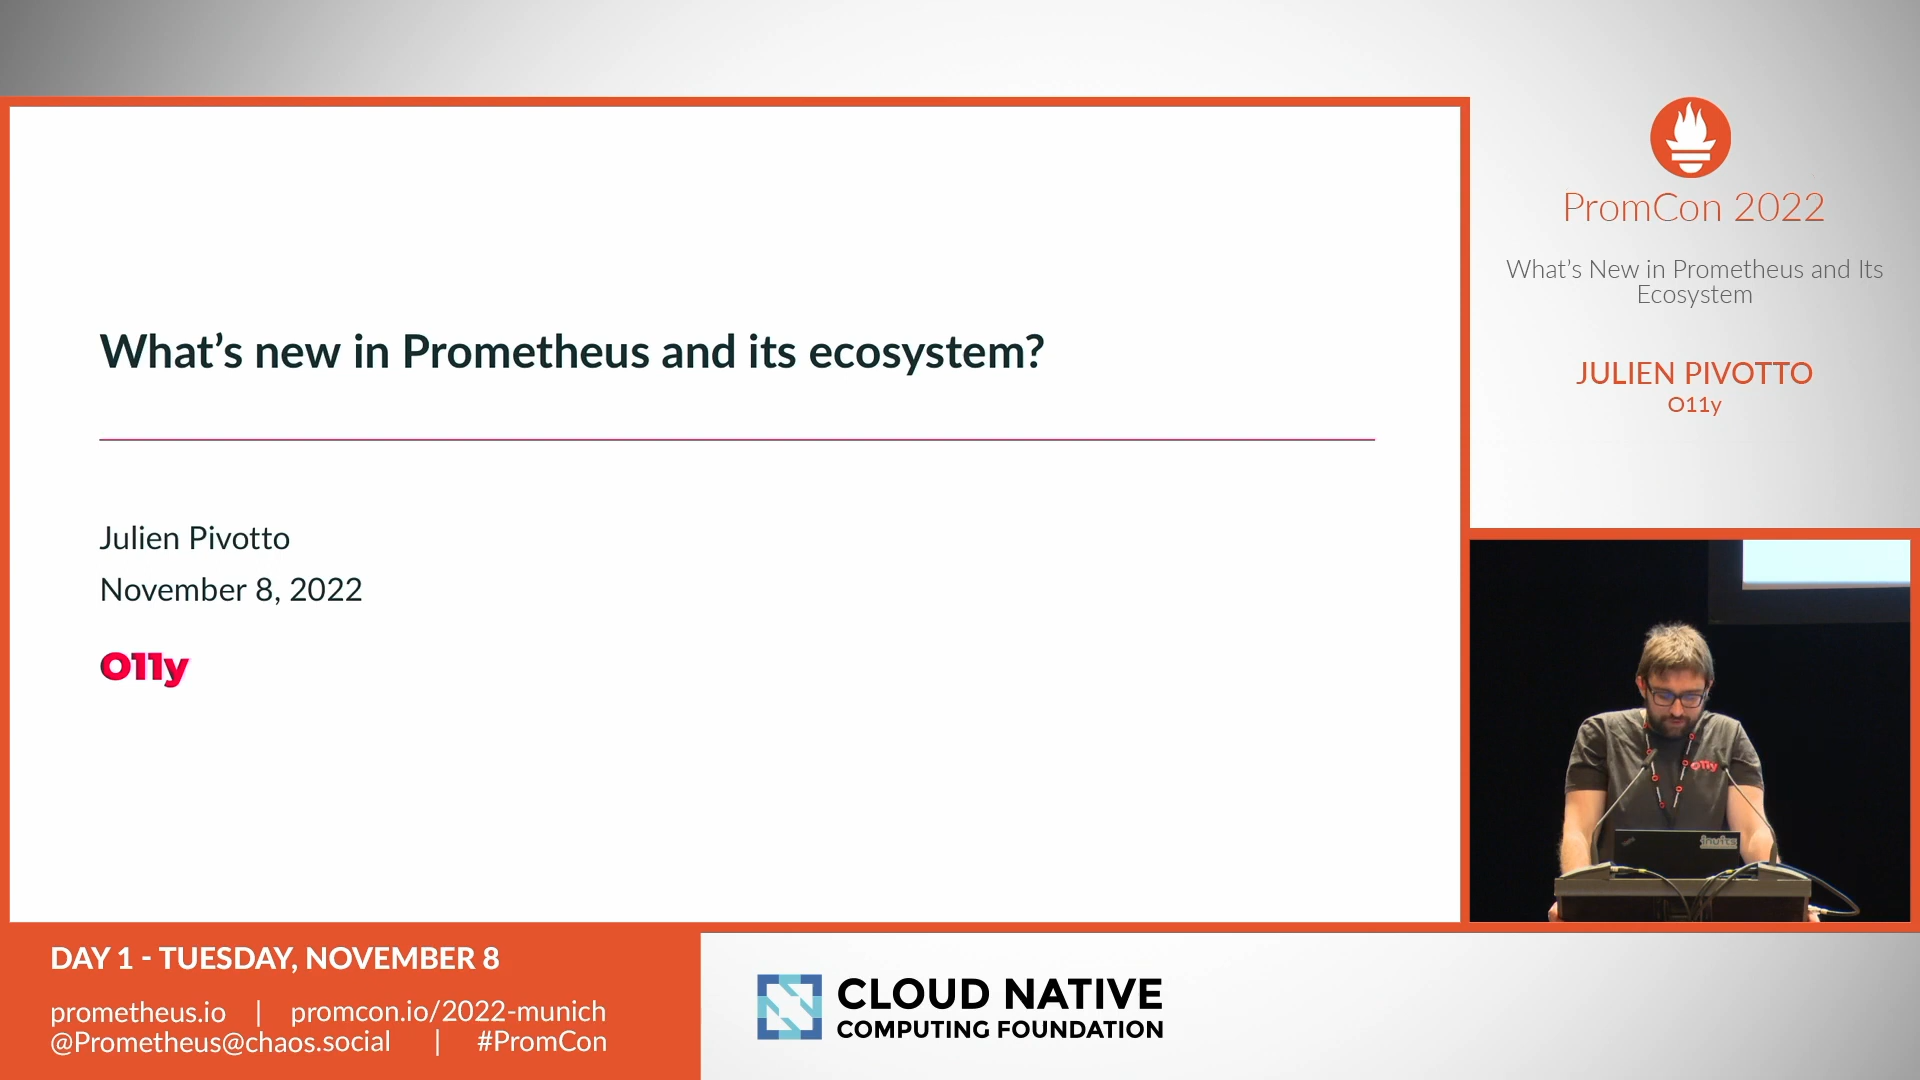 What's new in Prometheus and its ecosystem?
Julien Pivotto
November 8, 2022
O11y
PromCon 2022
What's New in Prometheus and Its
Ecosystem
JULIEN PIVOTTO
O11y
O11y
inuits
DAY 1 - TUESDAY, NOVEMBER 8
prometheus.io | promcon.io/2022-munich
@Prometheus@chaos.social | #PromCon
CLOUD NATIVE
COMPUTING FOUNDATION